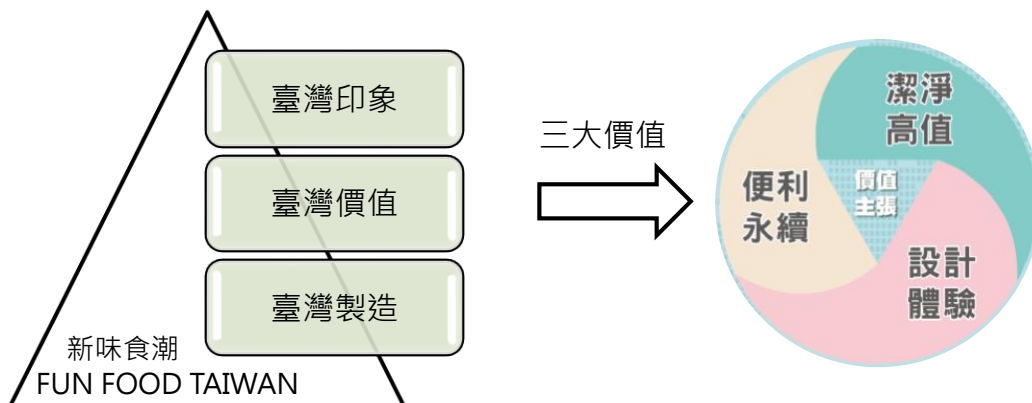 臺灣印象
臺灣價值
臺灣製造
新味食潮
FUN FOOD TAIWAN
三大價值
潔淨
高值
便利
永續
價值
主張
設計
體驗